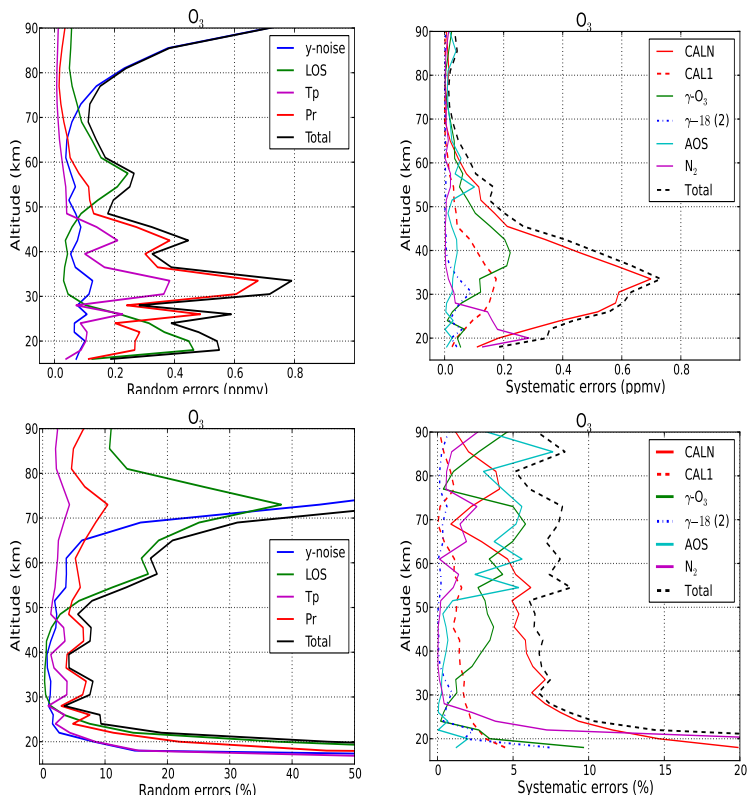 O3
90
80
70
60
50
40
30
20
Altitude (km)
y-noise
LOS
Tp
Pr
Total
0.0 0.2 0.4 0.6 0.8
Random errors (ppmv)
O3
90
80
70
60
50
40
30
20
Altitude (km)
CALN
CAL1
γ-O3
γ-18 (2)
AOS
N2
Total
0.0 0.2 0.4 0.6 0.8
Systematic errors (ppmv)
O3
90
80
70
60
50
40
30
20
Altitude (km)
y-noise
LOS
Tp
Pr
Total
0 10 20 30 40 50
Random errors (%)
O3
90
80
70
60
50
40
30
20
Altitude (km)
CALN
CAL1
γ-O3
γ-18 (2)
AOS
N2
Total
0 5 10 15 20
Systematic errors (%)